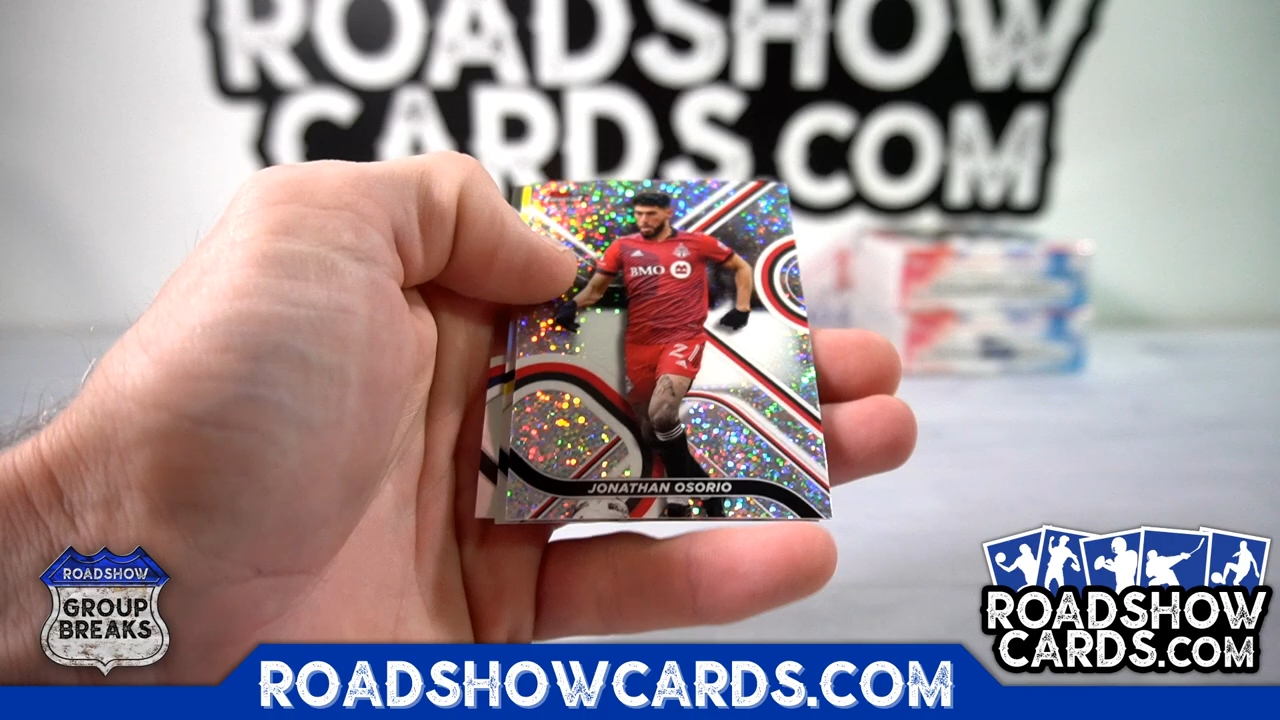 ROADSHOW
CARDS.COM
BMO
21
JONATHAN OSORIO
ROADSHOW
GROUP
BREAKS
ROADSHOW
CARDS.COM
ROADSHOWCARDS.COM